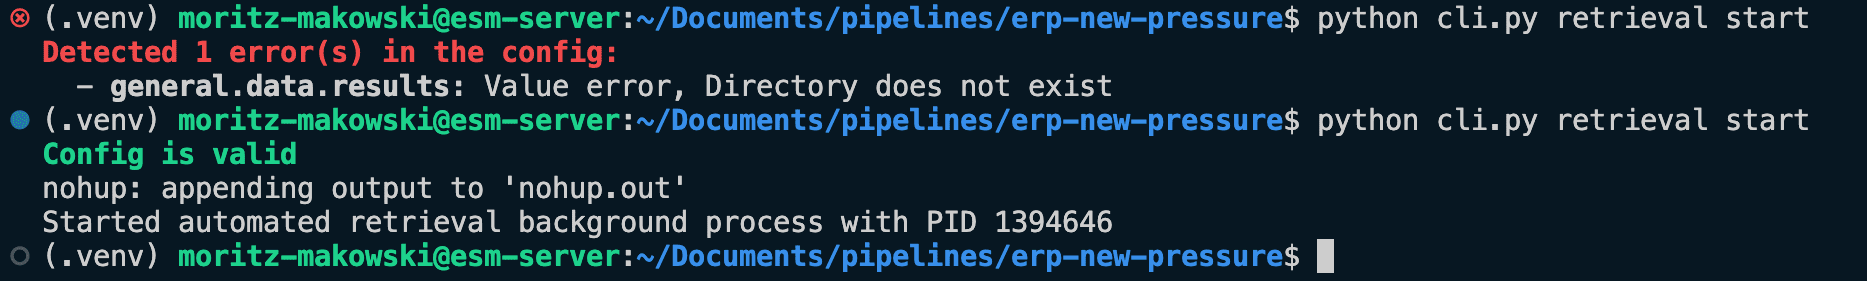 (.venv) moritz-makowski@esm-server:~/Documents/pipelines/erp-new-pressure$ python cli.py retrieval start
Detected 1 error(s) in the config:
  – general.data.results: Value error, Directory does not exist
(.venv) moritz-makowski@esm-server:~/Documents/pipelines/erp-new-pressure$ python cli.py retrieval start
Config is valid
nohup: appending output to 'nohup.out'
Started automated retrieval background process with PID 1394646
(.venv) moritz-makowski@esm-server:~/Documents/pipelines/erp-new-pressure$